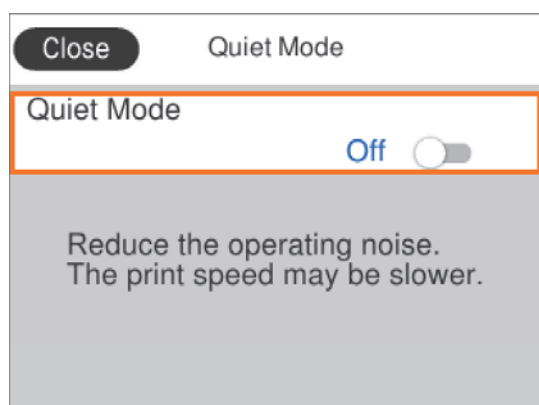 Close Quiet Mode
Quiet Mode
Off
Reduce the operating noise.
The print speed may be slower.